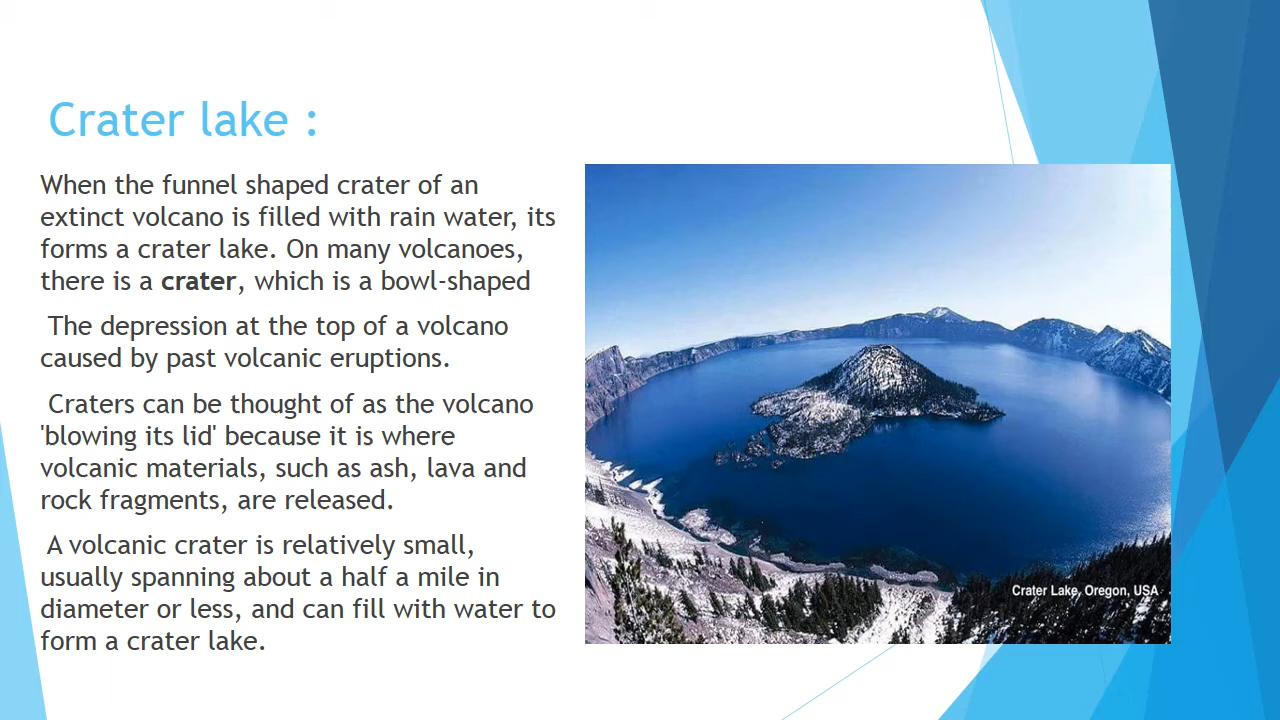 Crater lake :
When the funnel shaped crater of an
extinct volcano is filled with rain water, its
forms a crater lake. On many volcanoes,
there is a crater, which is a bowl-shaped
The depression at the top of a volcano
caused by past volcanic eruptions.
Craters can be thought of as the volcano
'blowing its lid' because it is where
volcanic materials, such as ash, lava and
rock fragments, are released.
A volcanic crater is relatively small,
usually spanning about a half a mile in
diameter or less, and can fill with water to
form a crater lake.
Crater Lake, Oregon, USA